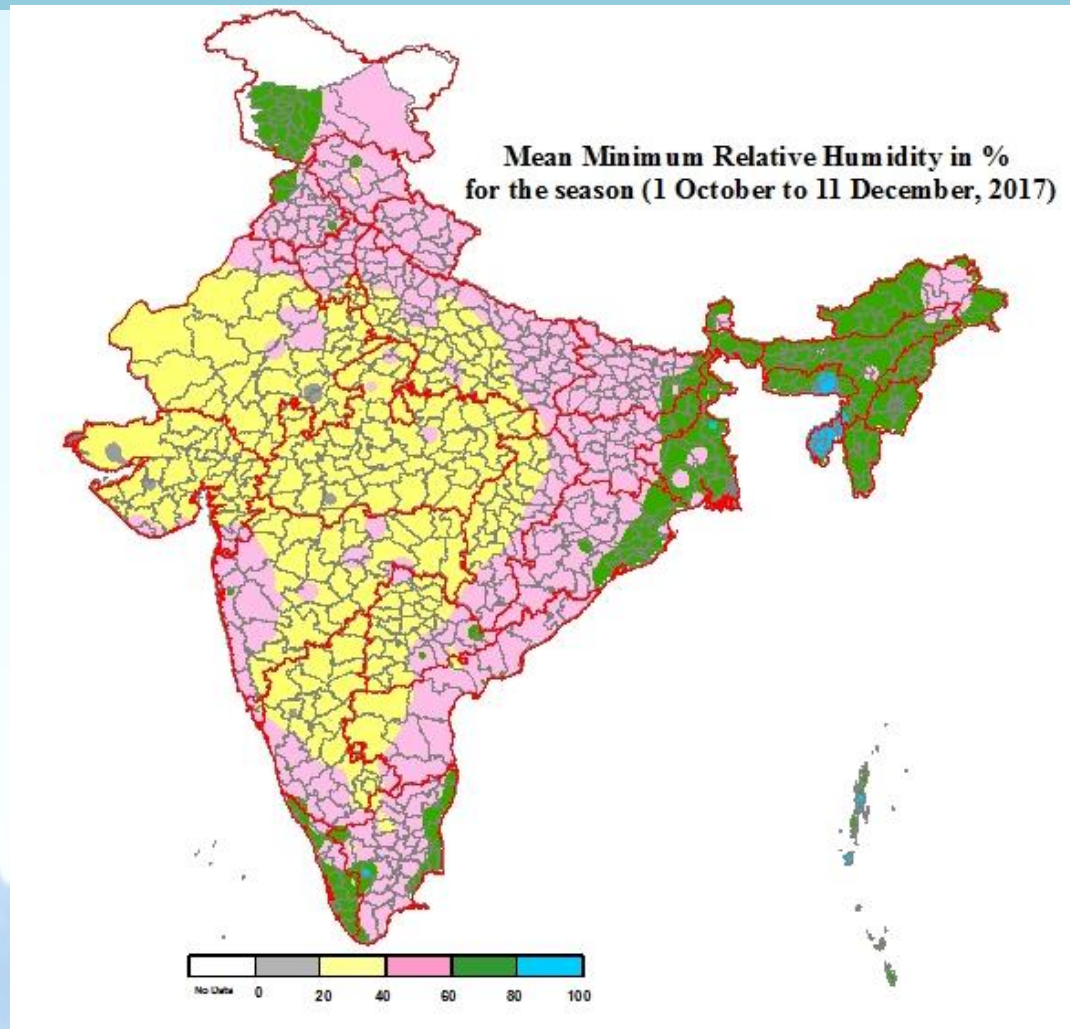 Mean Minimum Relative Humidity in %
for the season (1 October to 11 December, 2017)
No Data 0 20 40 60 80 100